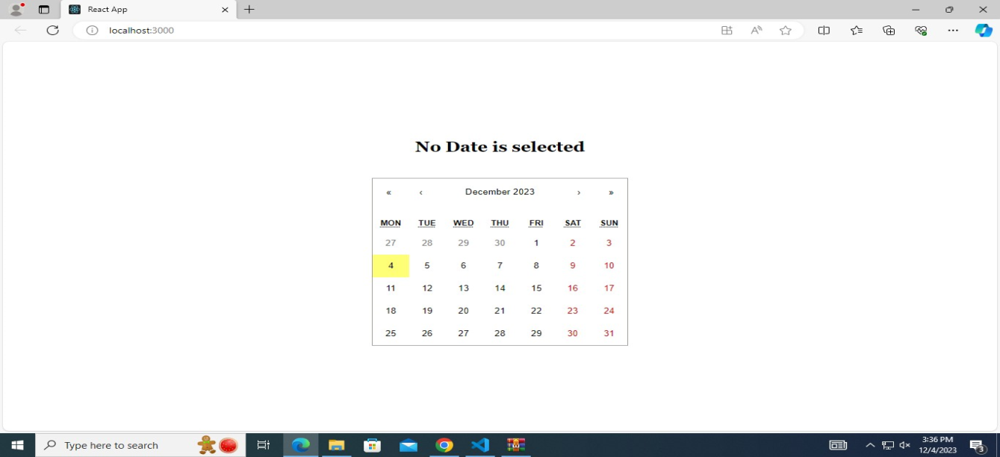 React App
localhost:3000
No Date is selected
« ‹ December 2023 › »
MON TUE WED THU FRI SAT SUN
27 28 29 30 1 2 3
4 5 6 7 8 9 10
11 12 13 14 15 16 17
18 19 20 21 22 23 24
25 26 27 28 29 30 31
Type here to search
3:36 PM
12/4/2023
3